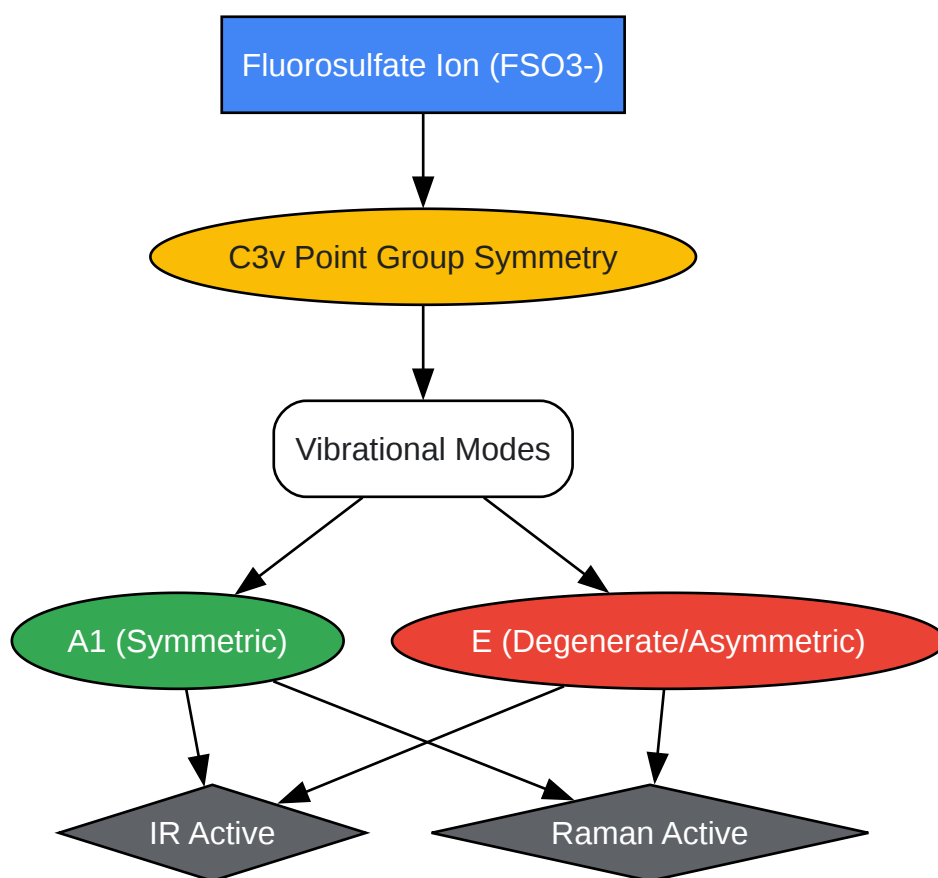 Fluorosulfate Ion (FSO3-)
C3v Point Group Symmetry
Vibrational Modes
A1 (Symmetric)
E (Degenerate/Asymmetric)
IR Active
Raman Active